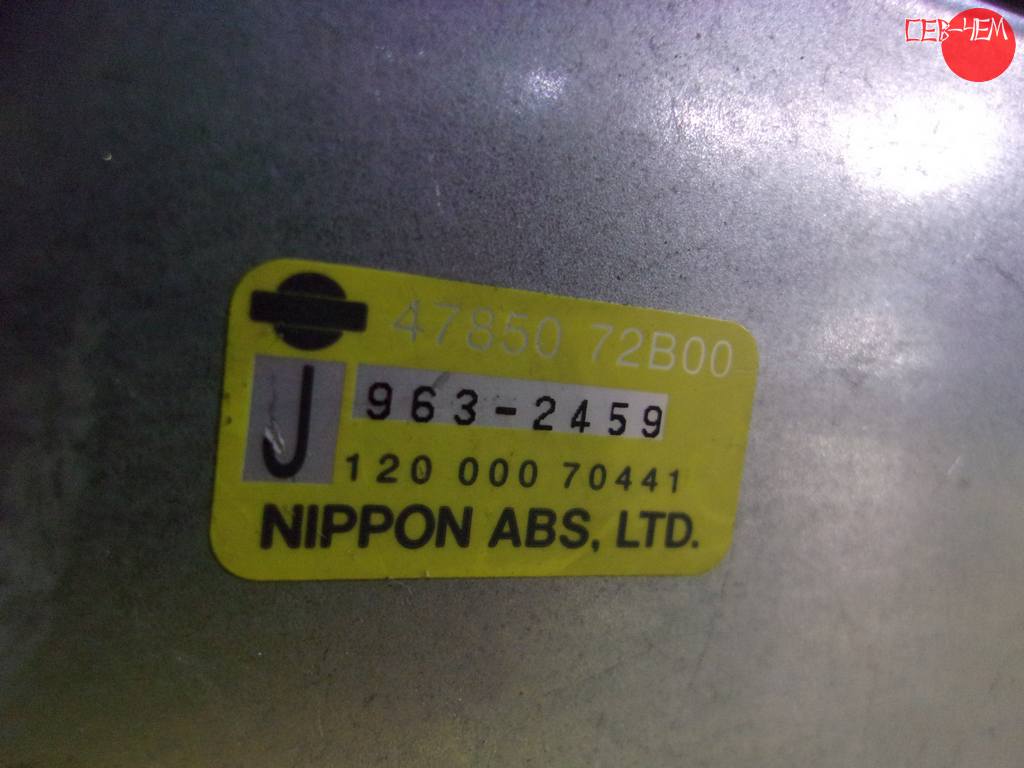 СЕВ-ЧЕМ
47850 72B00
J
963-2459
120 000 70441
NIPPON ABS, LTD.